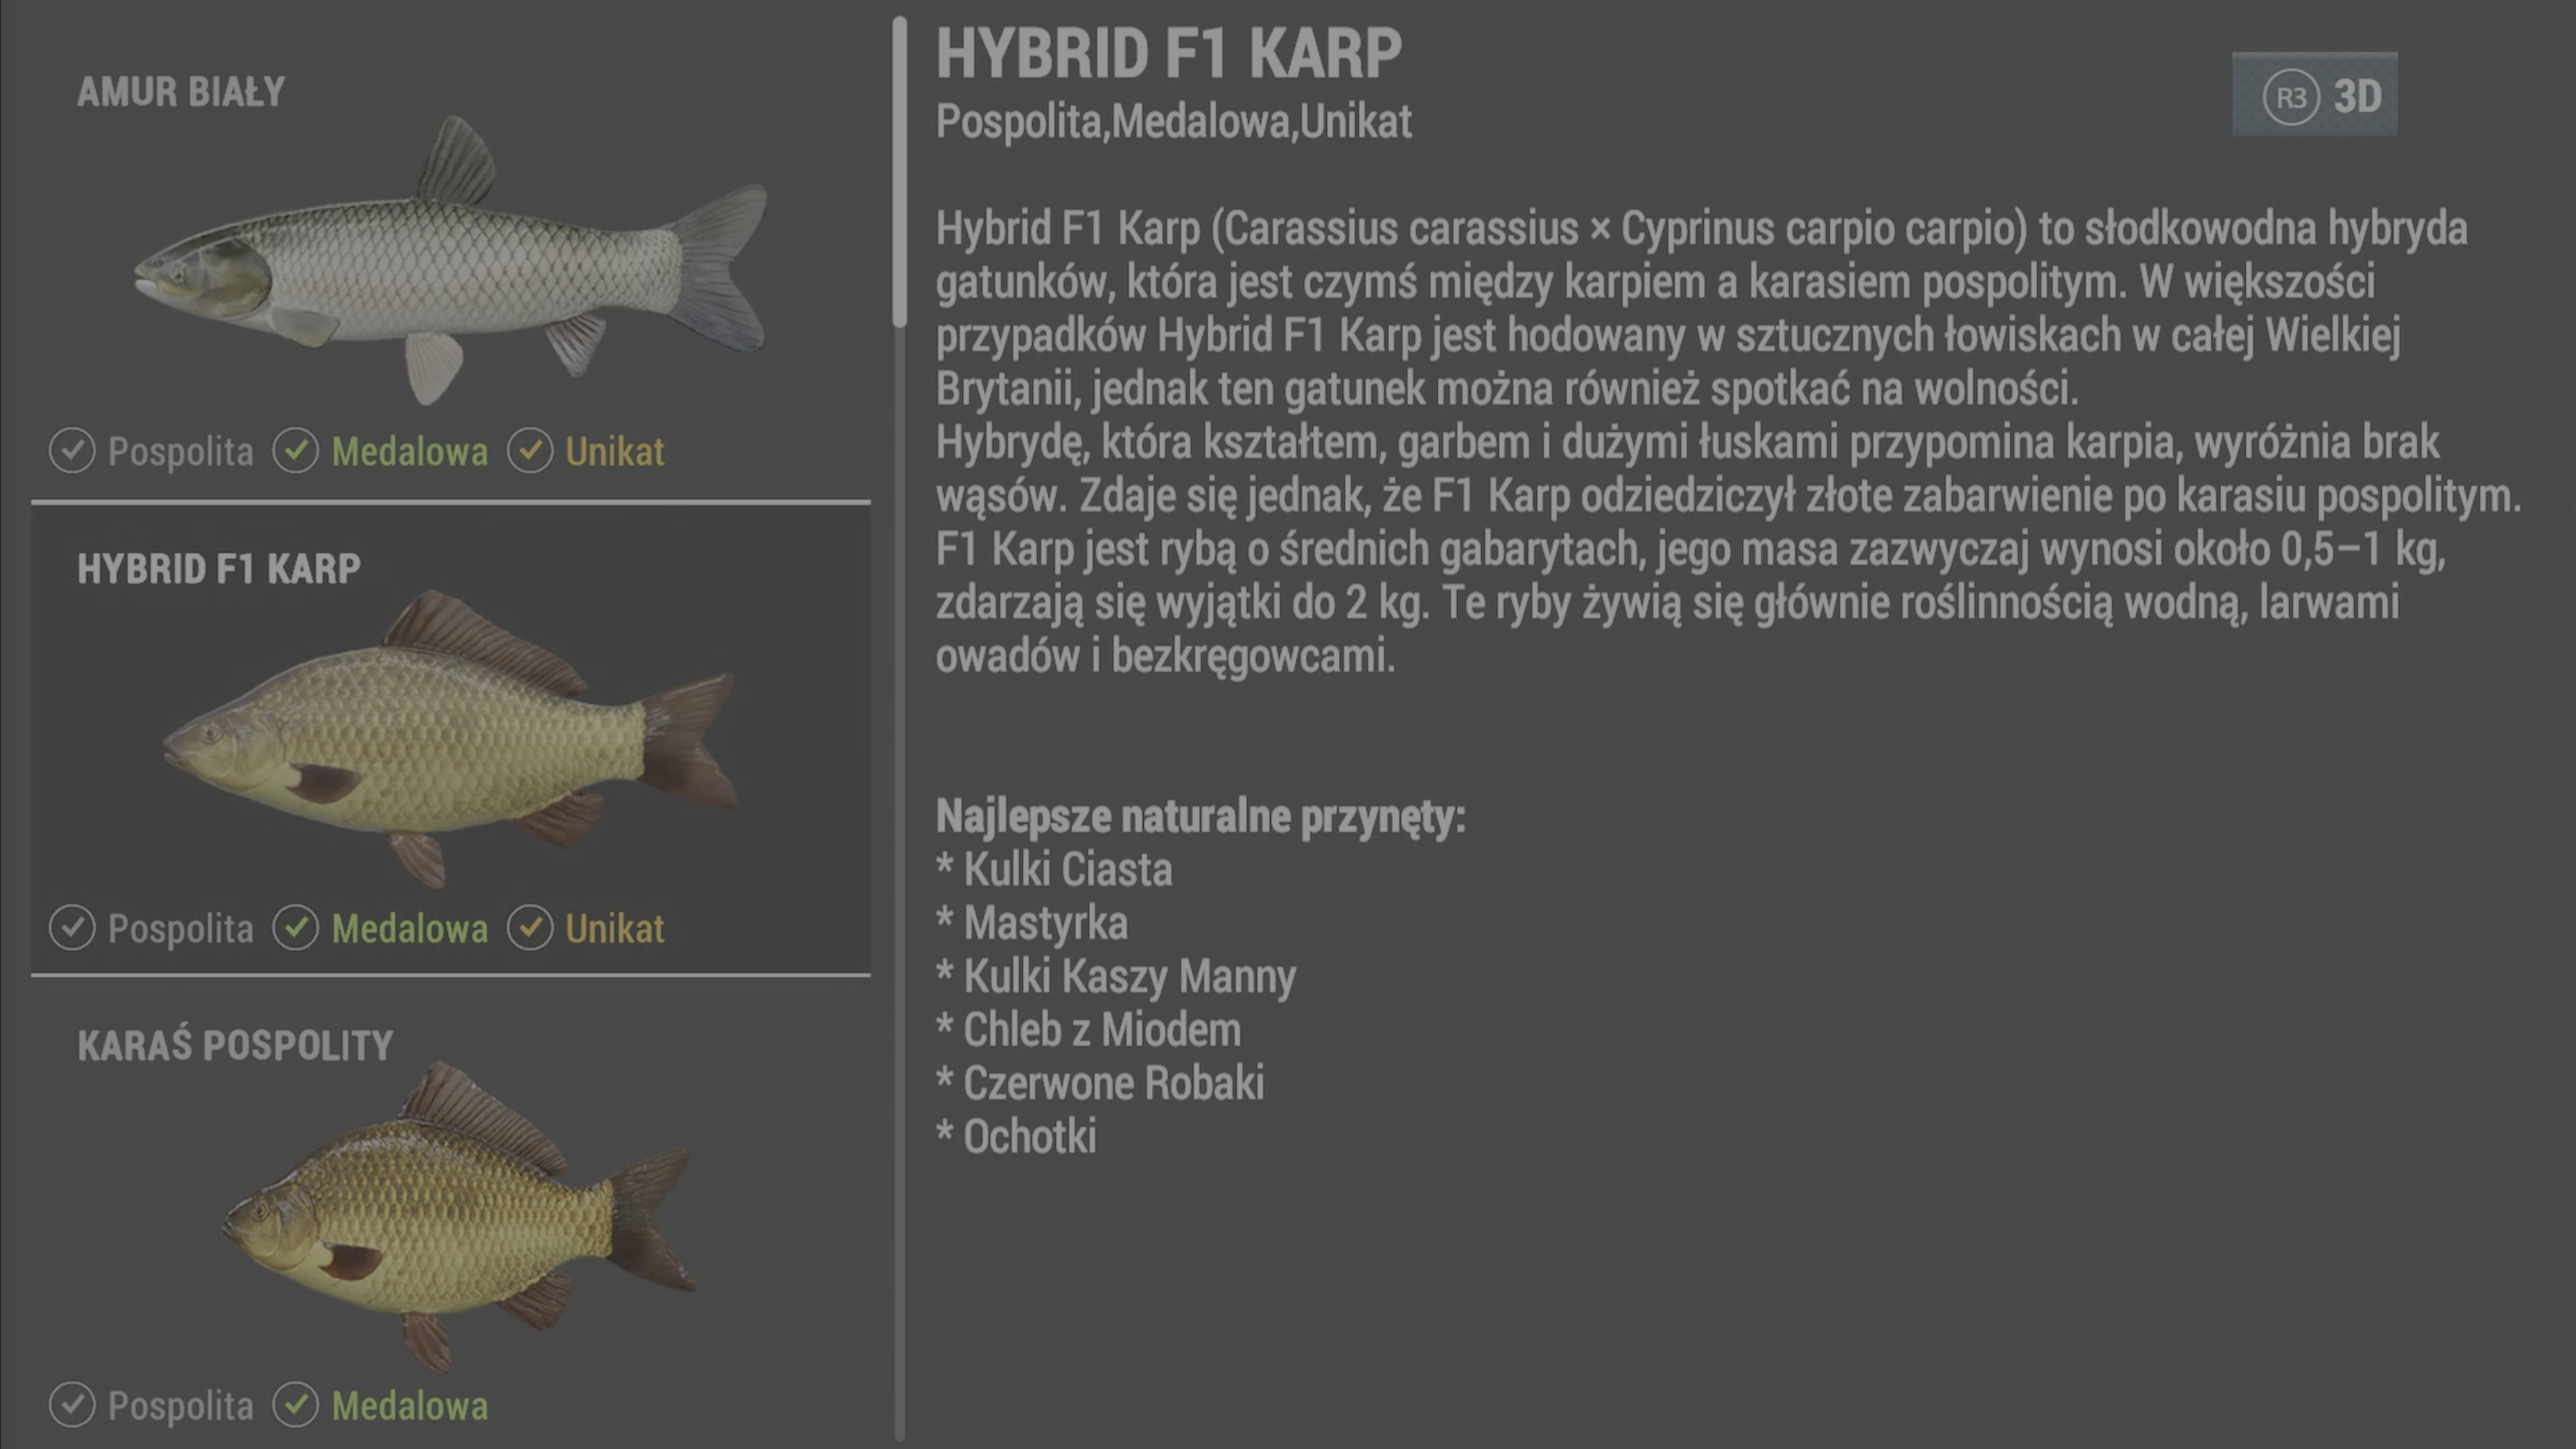 AMUR BIAŁY
Pospolita Medalowa Unikat
HYBRID F1 KARP
Pospolita Medalowa Unikat
KARAŚ POSPOLITY
Pospolita Medalowa
HYBRID F1 KARP
Pospolita,Medalowa,Unikat
R3 3D
Hybrid F1 Karp (Carassius carassius × Cyprinus carpio carpio) to słodkowodna hybryda
gatunków, która jest czymś między karpiem a karasiem pospolitym. W większości
przypadków Hybrid F1 Karp jest hodowany w sztucznych łowiskach w całej Wielkiej
Brytanii, jednak ten gatunek można również spotkać na wolności.
Hybrydę, która kształtem, garbem i dużymi łuskami przypomina karpia, wyróżnia brak
wąsów. Zdaje się jednak, że F1 Karp odziedziczył złote zabarwienie po karasiu pospolitym.
F1 Karp jest rybą o średnich gabarytach, jego masa zazwyczaj wynosi około 0,5–1 kg,
zdarzają się wyjątki do 2 kg. Te ryby żywią się głównie roślinnością wodną, larwami
owadów i bezkręgowcami.
Najlepsze naturalne przynęty:
* Kulki Ciasta
* Mastyrka
* Kulki Kaszy Manny
* Chleb z Miodem
* Czerwone Robaki
* Ochotki